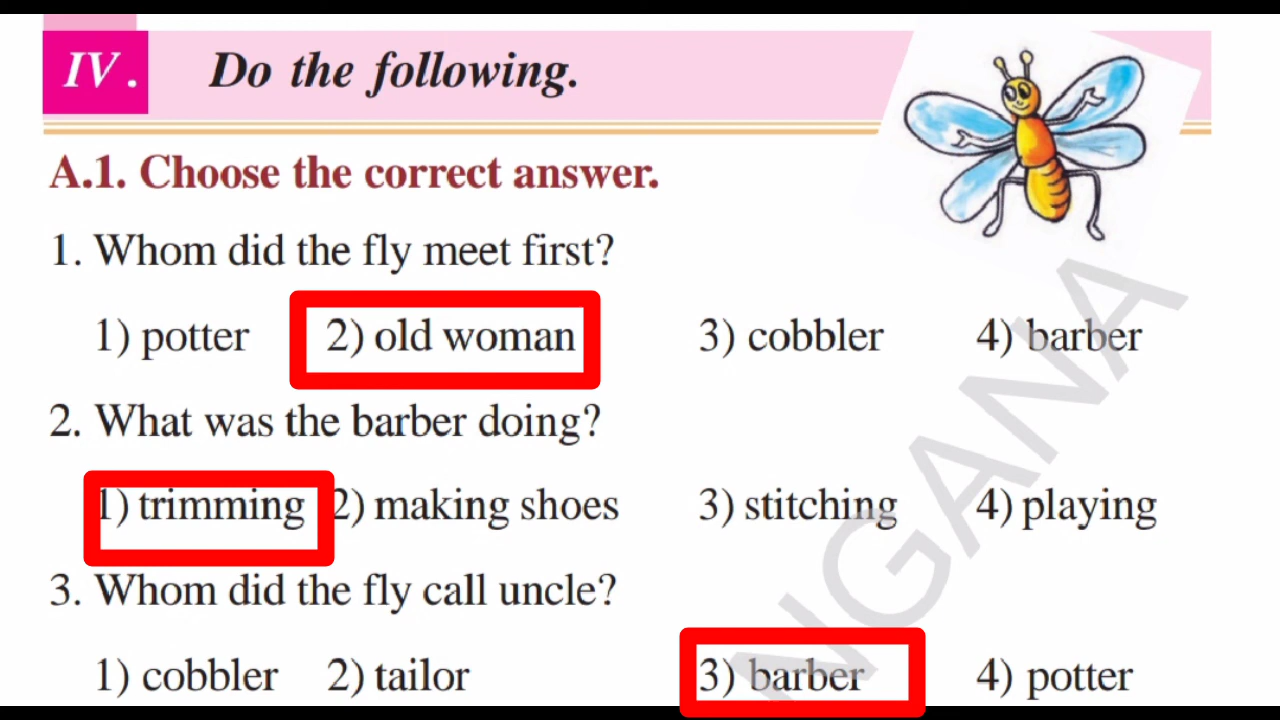 IV. Do the following.
A.1. Choose the correct answer.
1. Whom did the fly meet first?
1) potter 2) old woman 3) cobbler 4) barber
2. What was the barber doing?
1) trimming 2) making shoes 3) stitching 4) playing
3. Whom did the fly call uncle?
1) cobbler 2) tailor 3) barber 4) potter
NGANA